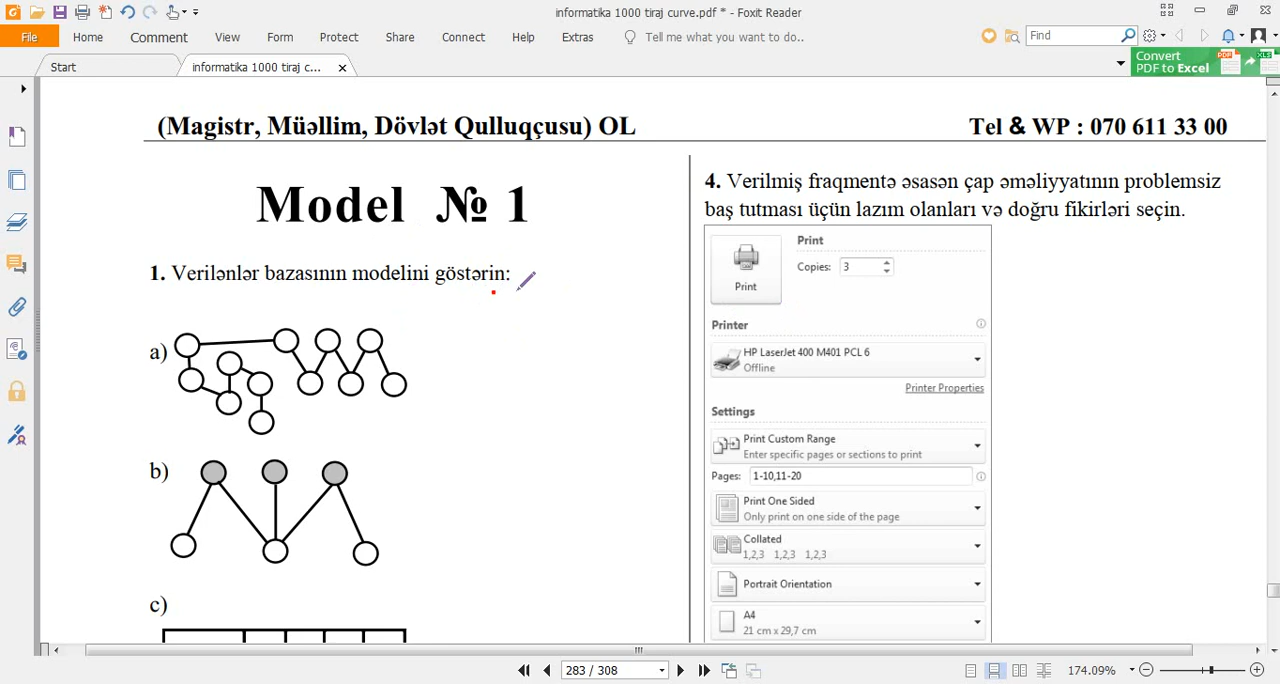 informatika 1000 tiraj curve.pdf * - Foxit Reader
File Home Comment View Form Protect Share Connect Help Extras Tell me what you want to do.. Find
Start informatika 1000 tiraj c...
Convert
PDF to Excel
(Magistr, Müəllim, Dövlət Qulluqçusu) OL Tel & WP : 070 611 33 00
Model № 1
1. Verilənlər bazasının modelini göstərin:
a)
b)
c)
4. Verilmiş fraqmentə əsasən çap əməliyyatının problemsiz
baş tutması üçün lazım olanları və doğru fikirləri seçin.
Print
Copies: 3
Print
Printer
HP LaserJet 400 M401 PCL 6
Offline
Printer Properties
Settings
Print Custom Range
Enter specific pages or sections to print
Pages: 1-10,11-20
Print One Sided
Only print on one side of the page
Collated
1,2,3 1,2,3 1,2,3
Portrait Orientation
A4
21 cm x 29,7 cm
283 / 308
174.09%